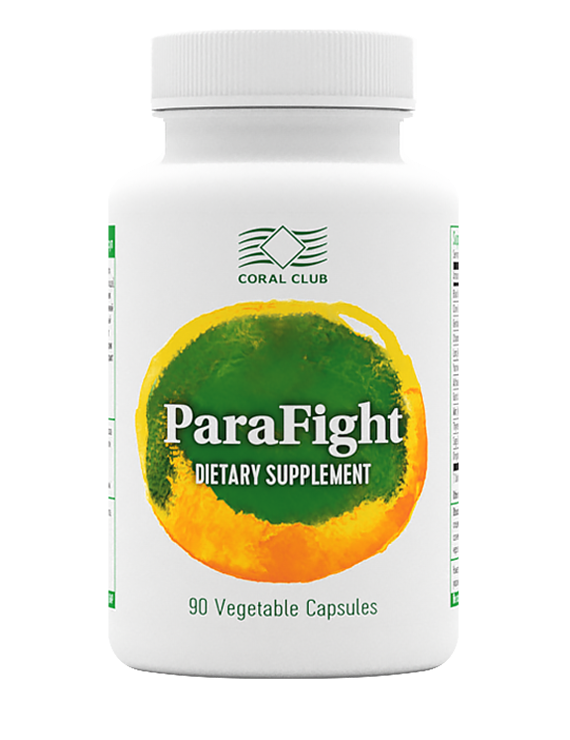 CORAL CLUB
ParaFight
DIETARY SUPPLEMENT
90 Vegetable Capsules